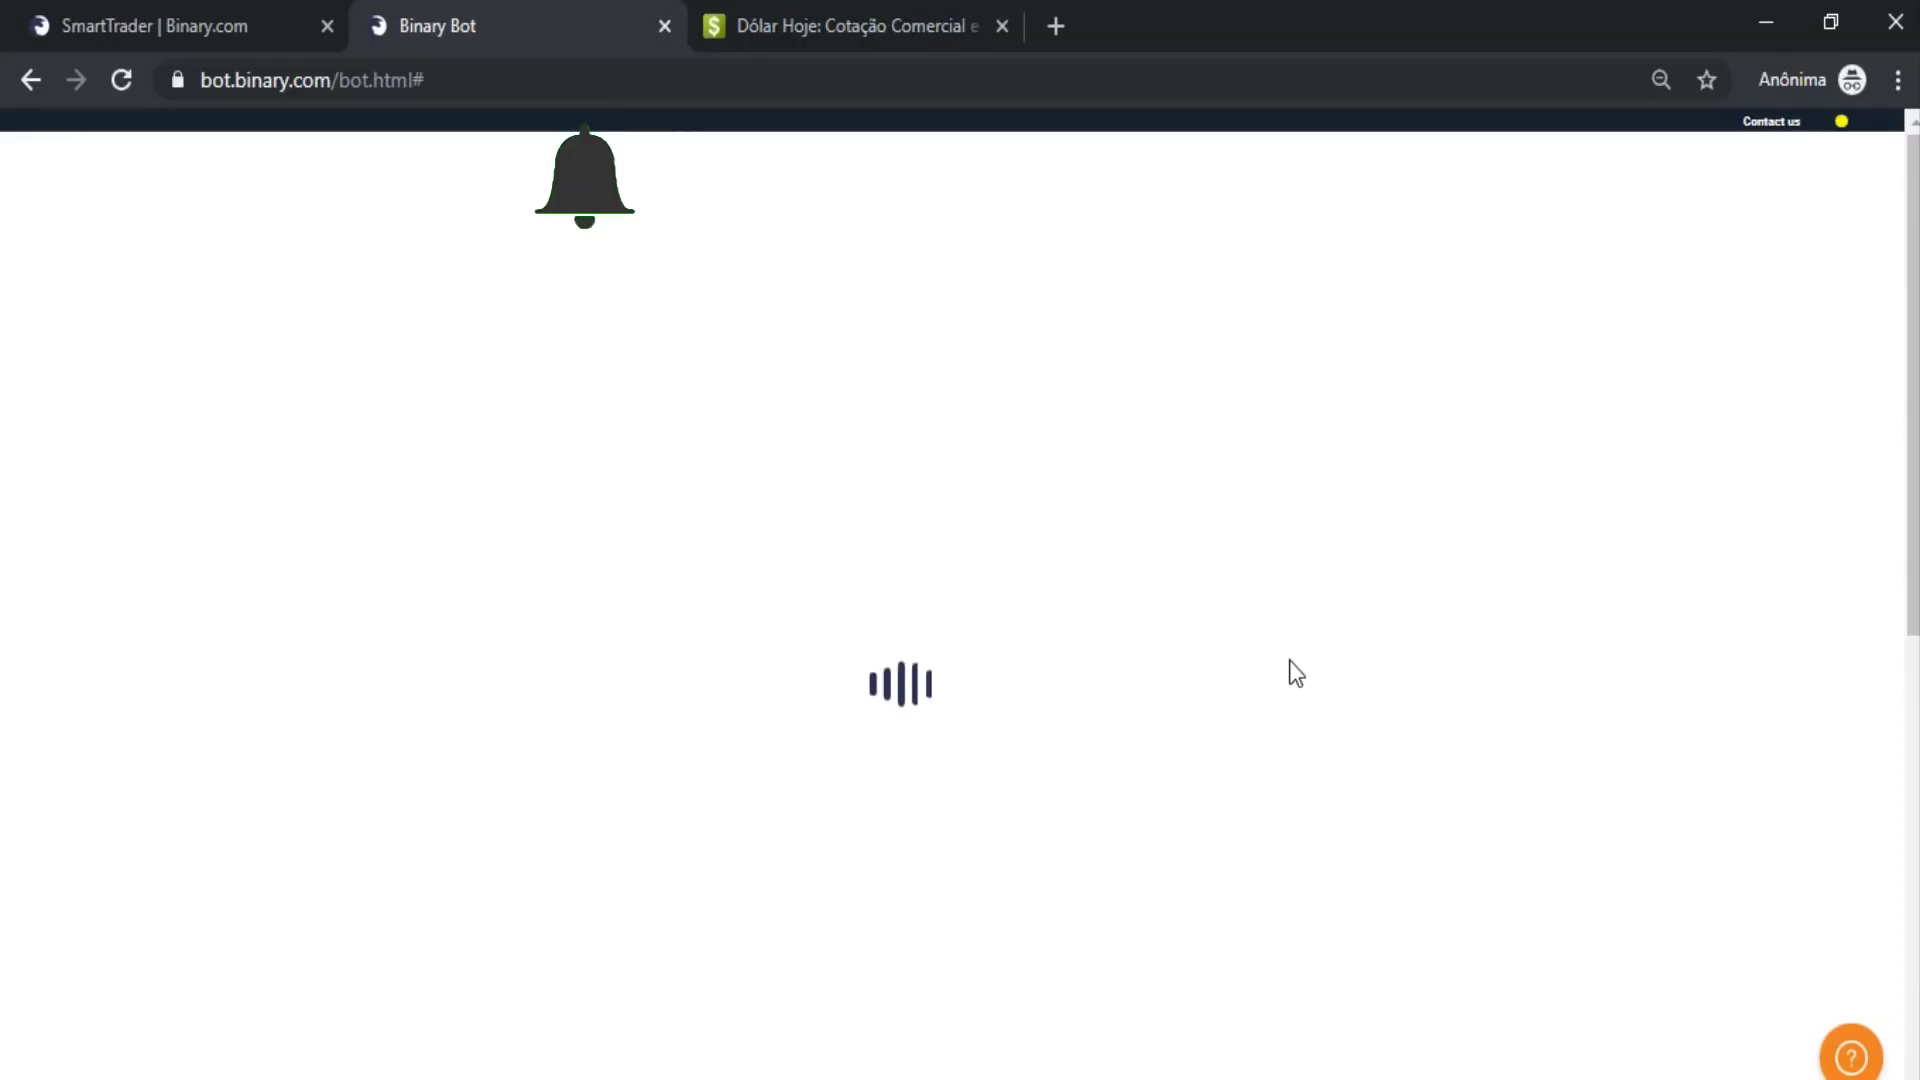 SmartTrader | Binary.com
Binary Bot
Dólar Hoje: Cotação Comercial e
bot.binary.com/bot.html#
Anônima
Contact us